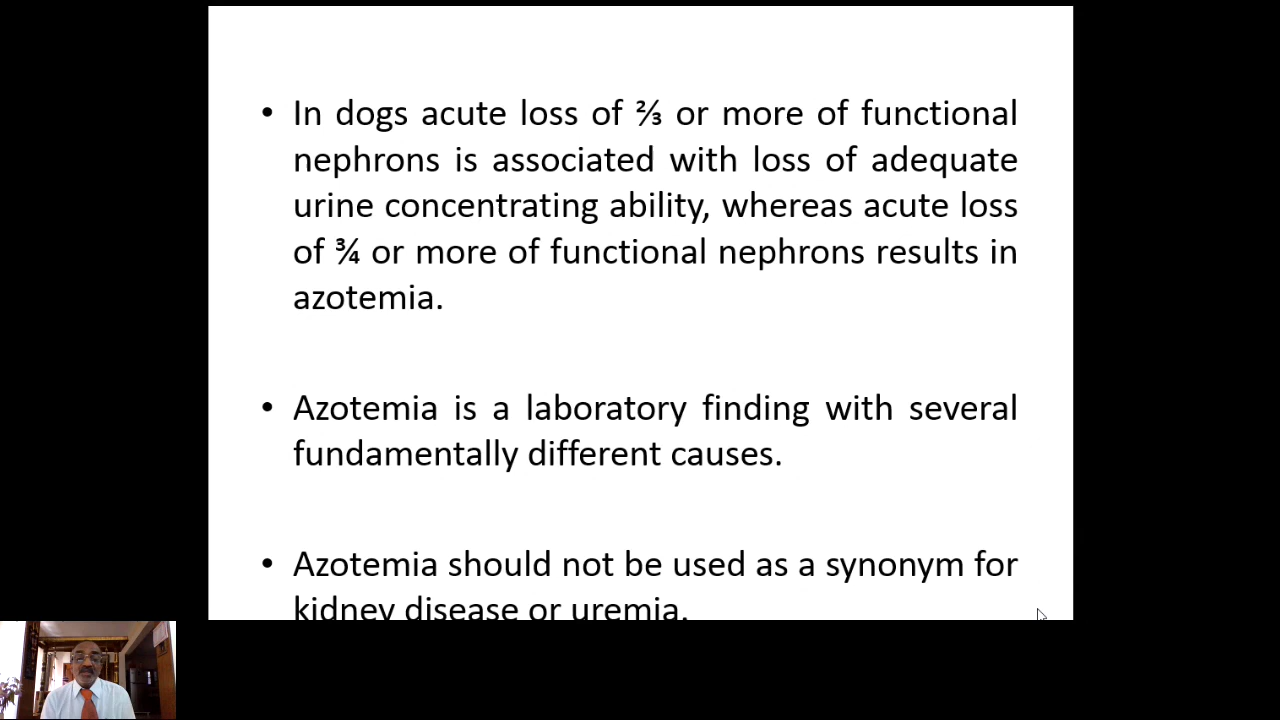 • In dogs acute loss of ⅔ or more of functional
nephrons is associated with loss of adequate
urine concentrating ability, whereas acute loss
of ¾ or more of functional nephrons results in
azotemia.
• Azotemia is a laboratory finding with several
fundamentally different causes.
• Azotemia should not be used as a synonym for
kidney disease or uremia.